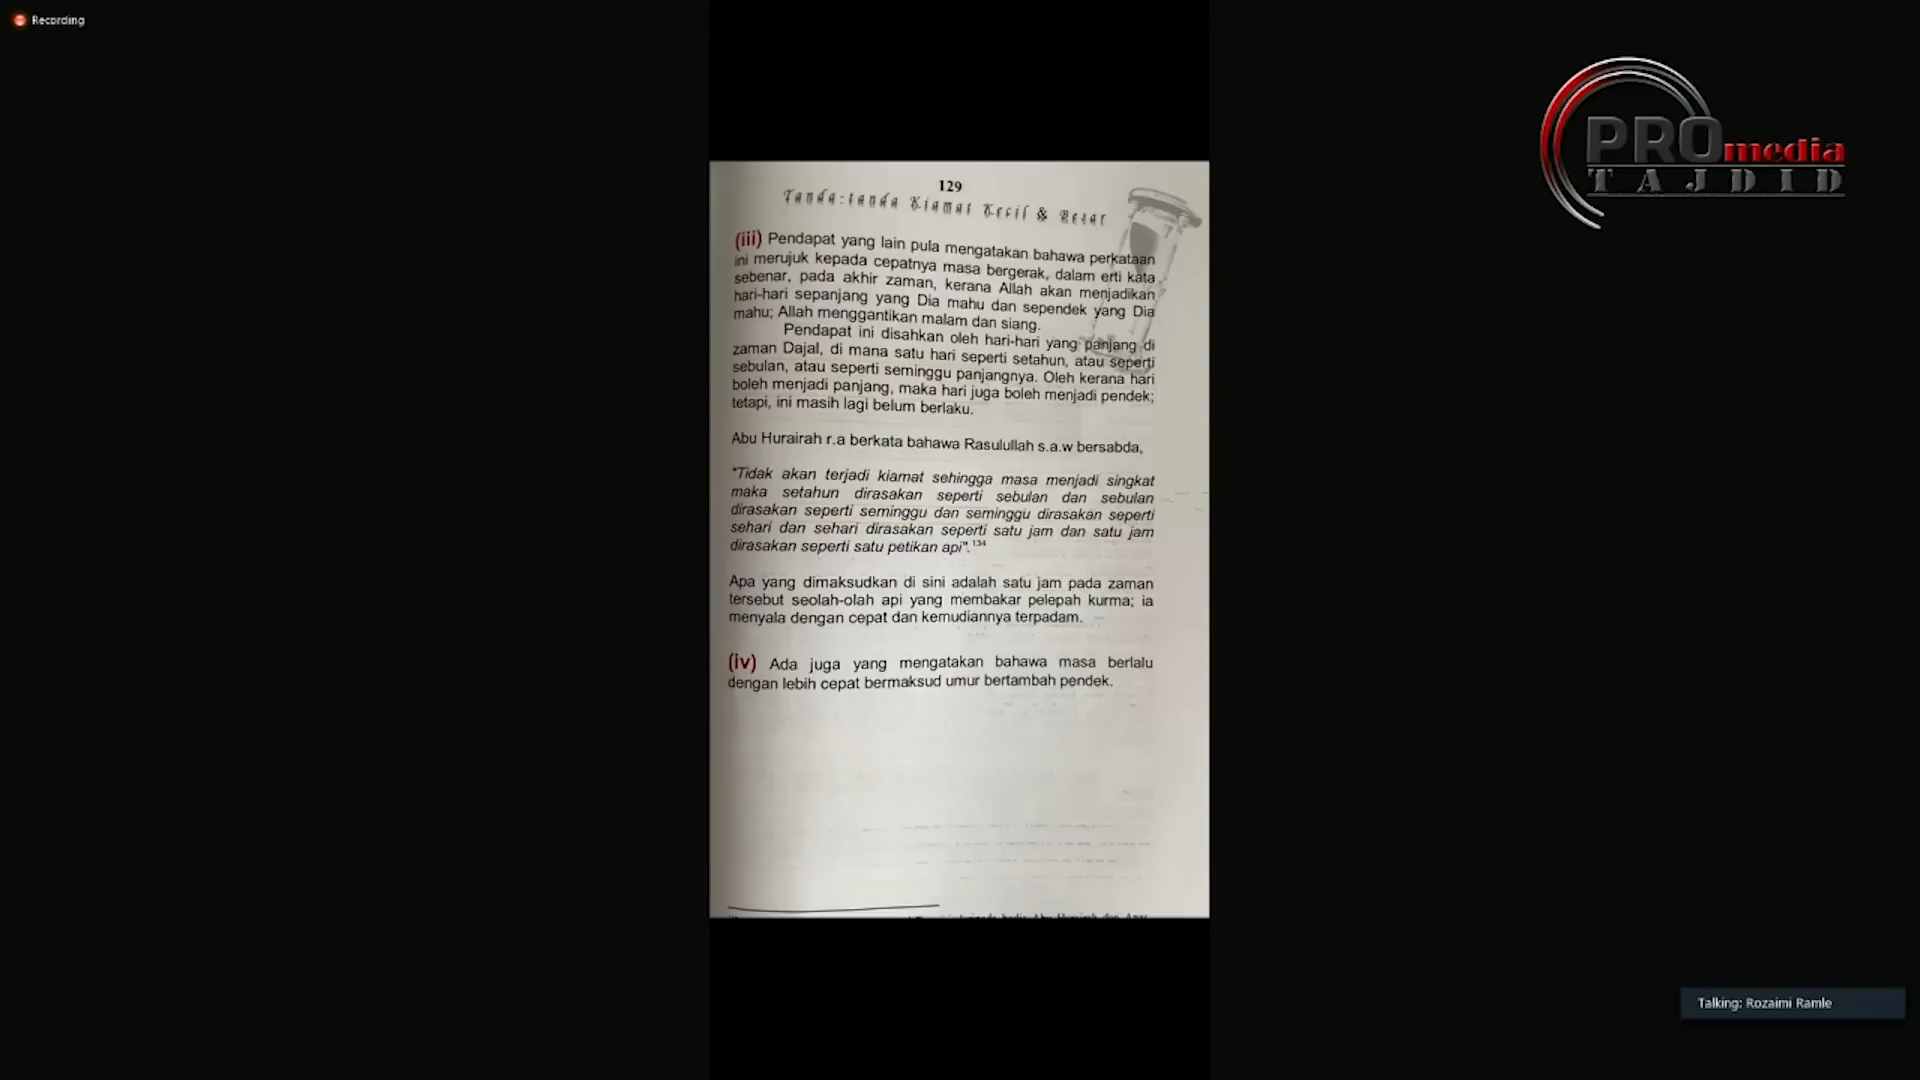 Recording
PROmedia
TAJDID
129
Tanda-tanda Kiamat Kecil & Besar
(iii) Pendapat yang lain pula mengatakan bahawa perkataan
ini merujuk kepada cepatnya masa bergerak, dalam erti kata
sebenar, pada akhir zaman, kerana Allah akan menjadikan
hari-hari sepanjang yang Dia mahu dan sependek yang Dia
mahu; Allah menggantikan malam dan siang.
Pendapat ini disahkan oleh hari-hari yang panjang di
zaman Dajal, di mana satu hari seperti setahun, atau seperti
sebulan, atau seperti seminggu panjangnya. Oleh kerana hari
boleh menjadi panjang, maka hari juga boleh menjadi pendek;
tetapi, ini masih lagi belum berlaku.
Abu Hurairah r.a berkata bahawa Rasulullah s.a.w bersabda,
"Tidak akan terjadi kiamat sehingga masa menjadi singkat
maka setahun dirasakan seperti sebulan dan sebulan
dirasakan seperti seminggu dan seminggu dirasakan seperti
sehari dan sehari dirasakan seperti satu jam dan satu jam
dirasakan seperti satu petikan api".134
Apa yang dimaksudkan di sini adalah satu jam pada zaman
tersebut seolah-olah api yang membakar pelepah kurma; ia
menyala dengan cepat dan kemudiannya terpadam.
(iv) Ada juga yang mengatakan bahawa masa berlalu
dengan lebih cepat bermaksud umur bertambah pendek.
Talking: Rozaimi Ramle